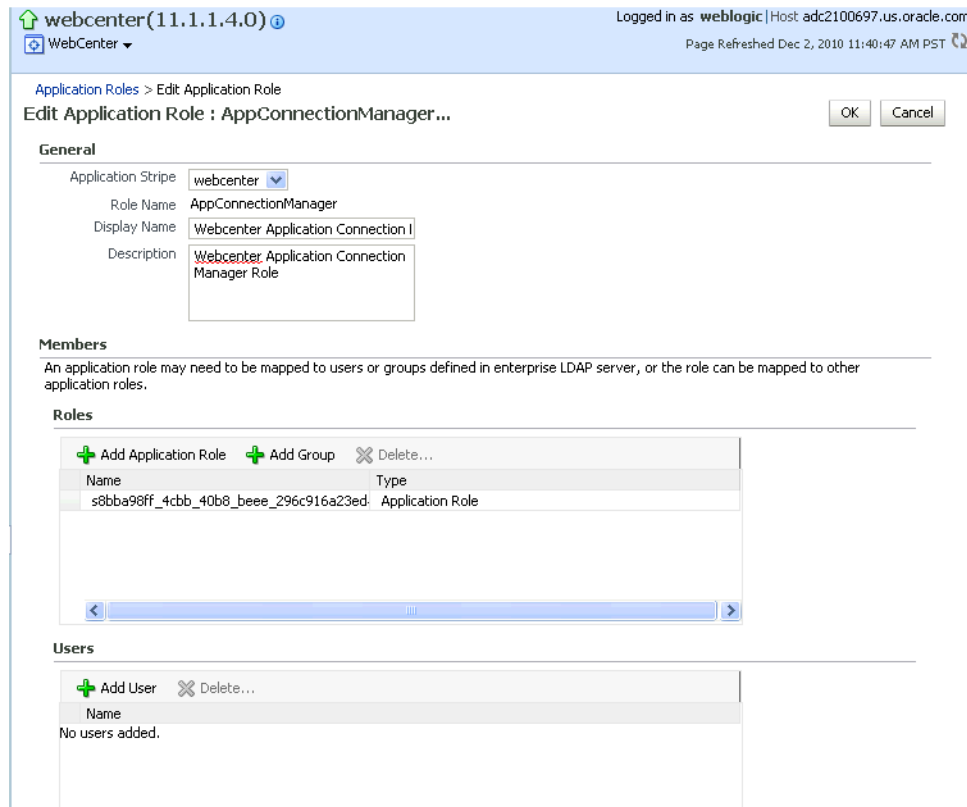 webcenter(11.1.1.4.0)
Logged in as weblogic|Host adc2100697.us.oracle.com
WebCenter
Page Refreshed Dec 2, 2010 11:40:47 AM PST
Application Roles > Edit Application Role
Edit Application Role : AppConnectionManager...
OK Cancel
General
Application Stripe webcenter
Role Name AppConnectionManager
Display Name Webcenter Application Connection
Description Webcenter Application Connection
Manager Role
Members
An application role may need to be mapped to users or groups defined in enterprise LDAP server, or the role can be mapped to other
application roles.
Roles
Add Application Role Add Group Delete...
Name Type
s8bba98ff_4cbb_40b8_beee_296c916a23ed- Application Role
Users
Add User Delete...
Name
No users added.